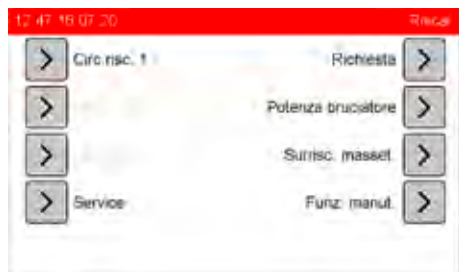 12:47 16.07.20 Riscal
Circ risc. 1 Richiesta
Potenza bruciatore
Surrisc. masset.
Service Funz. manut.